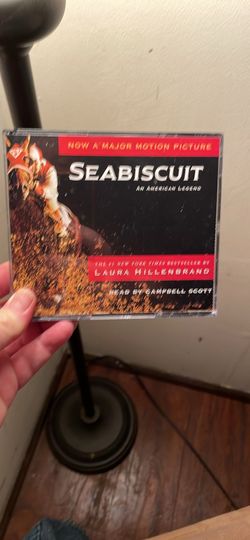 NOW A MAJOR MOTION PICTURE
SEABISCUIT
AN AMERICAN LEGEND
THE #1 NEW YORK TIMES BESTSELLER BY
LAURA HILLENBRAND
READ BY CAMPBELL SCOTT